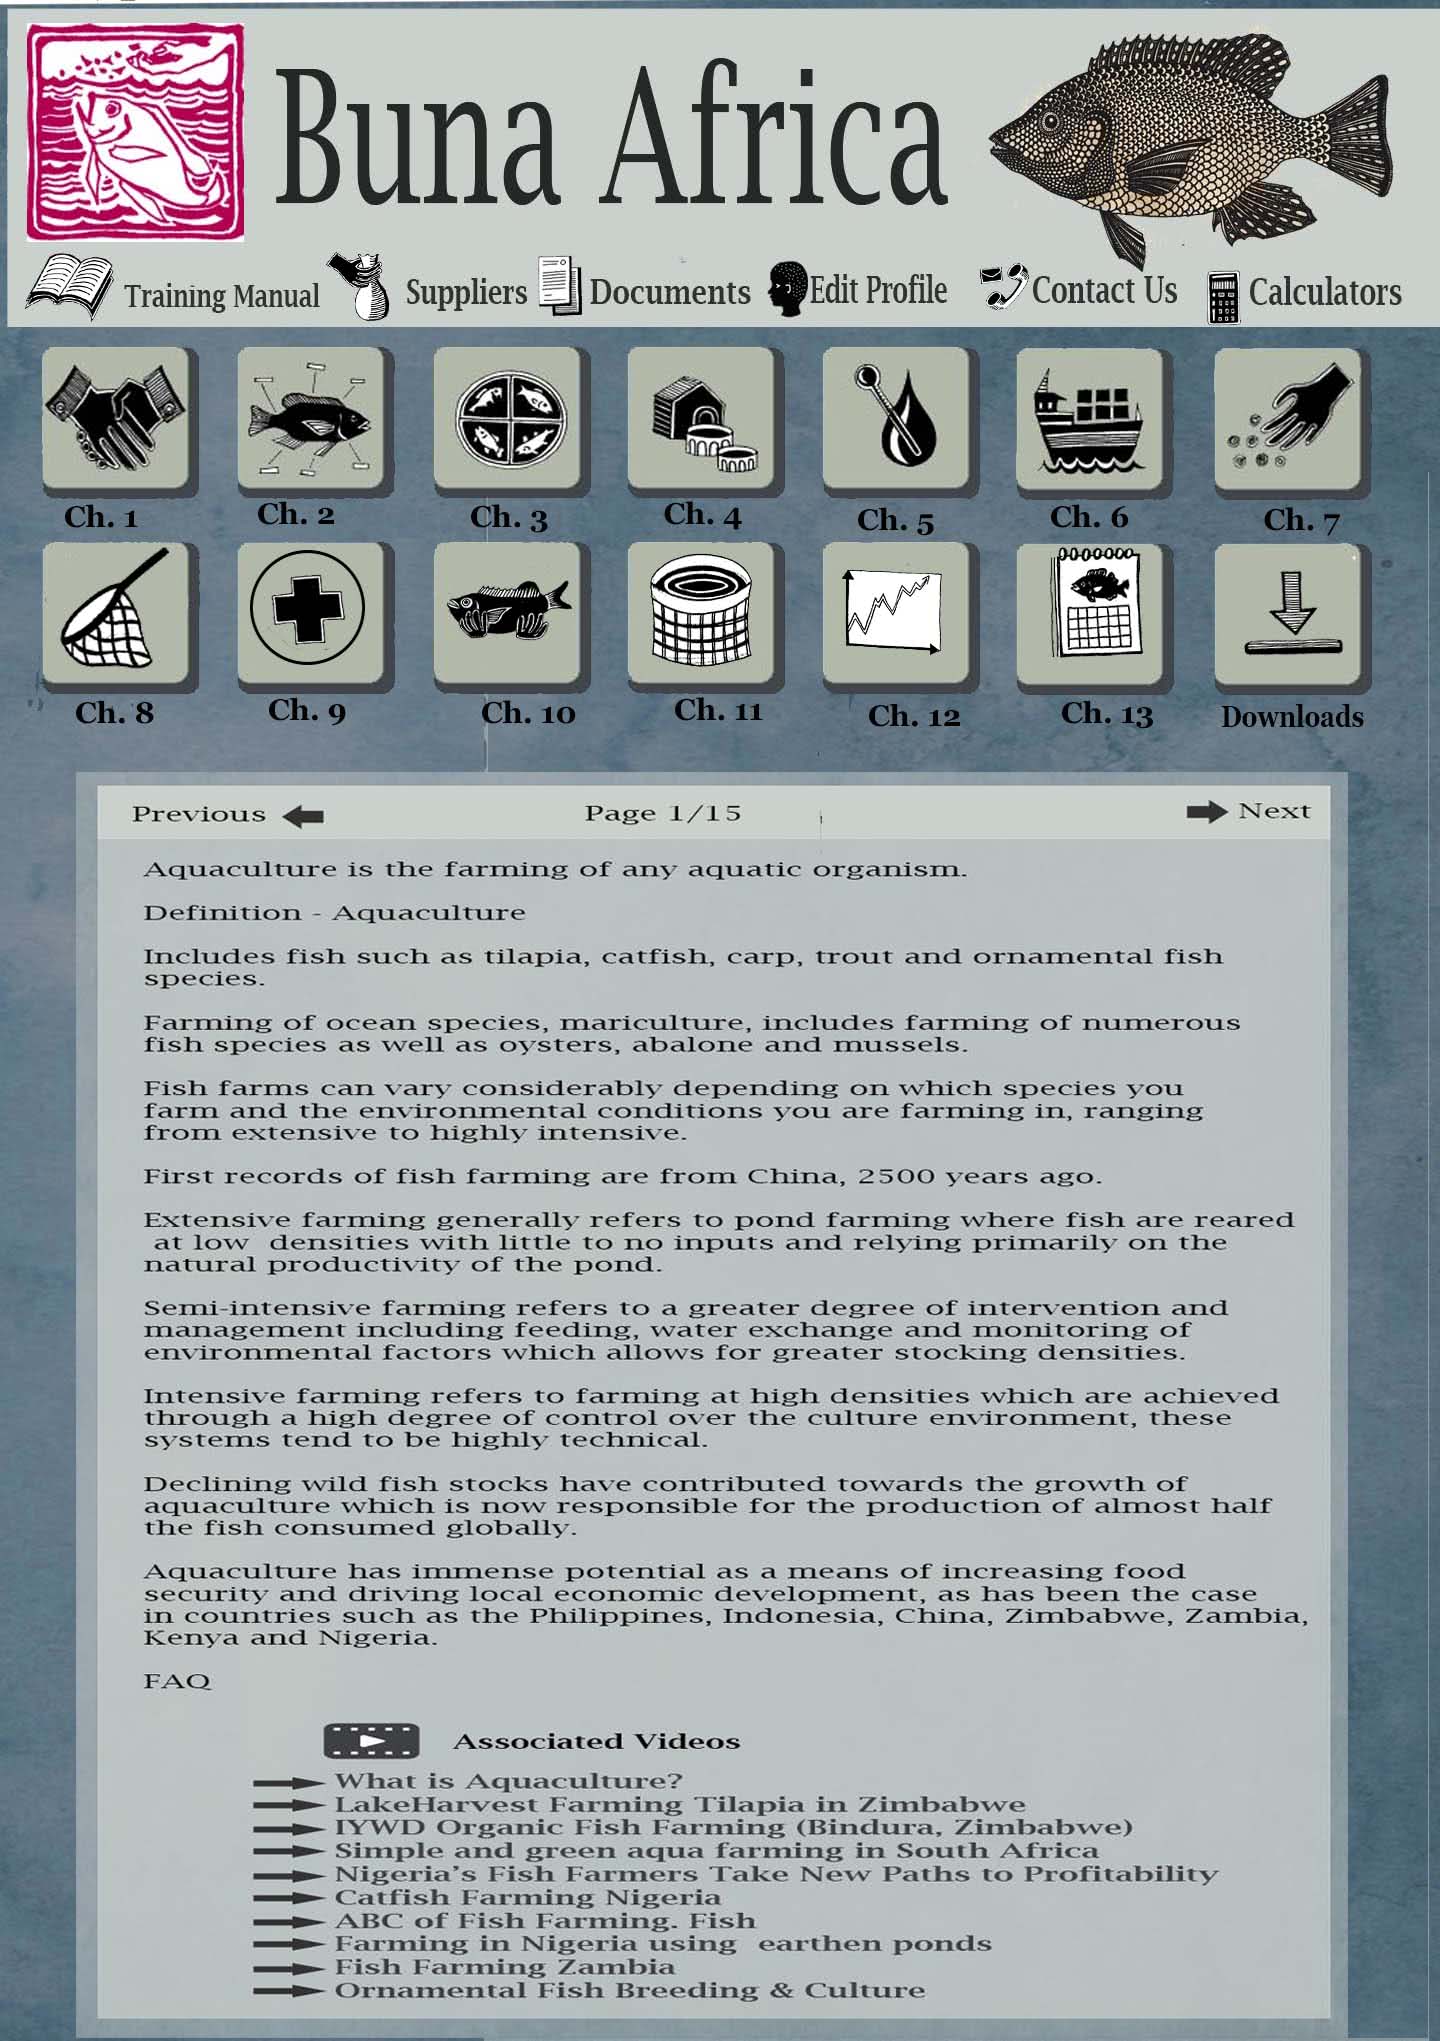 Buna Africa
Training Manual Suppliers Documents Edit Profile Contact Us Calculators
Ch. 1 Ch. 2 Ch. 3 Ch. 4 Ch. 5 Ch. 6 Ch. 7
Ch. 8 Ch. 9 Ch. 10 Ch. 11 Ch. 12 Ch. 13 Downloads
Previous Page 1/15 Next
Aquaculture is the farming of any aquatic organism.
Definition - Aquaculture
Includes fish such as tilapia, catfish, carp, trout and ornamental fish
species.
Farming of ocean species, mariculture, includes farming of numerous
fish species as well as oysters, abalone and mussels.
Fish farms can vary considerably depending on which species you
farm and the environmental conditions you are farming in, ranging
from extensive to highly intensive.
First records of fish farming are from China, 2500 years ago.
Extensive farming generally refers to pond farming where fish are reared
at low densities with little to no inputs and relying primarily on the
natural productivity of the pond.
Semi-intensive farming refers to a greater degree of intervention and
management including feeding, water exchange and monitoring of
environmental factors which allows for greater stocking densities.
Intensive farming refers to farming at high densities which are achieved
through a high degree of control over the culture environment, these
systems tend to be highly technical.
Declining wild fish stocks have contributed towards the growth of
aquaculture which is now responsible for the production of almost half
the fish consumed globally.
Aquaculture has immense potential as a means of increasing food
security and driving local economic development, as has been the case
in countries such as the Philippines, Indonesia, China, Zimbabwe, Zambia,
Kenya and Nigeria.
FAQ
Associated Videos
What is Aquaculture?
LakeHarvest Farming Tilapia in Zimbabwe
IYWD Organic Fish Farming (Bindura, Zimbabwe)
Simple and green aqua farming in South Africa
Nigeria's Fish Farmers Take New Paths to Profitability
Catfish Farming Nigeria
ABC of Fish Farming. Fish
Farming in Nigeria using earthen ponds
Fish Farming Zambia
Ornamental Fish Breeding & Culture